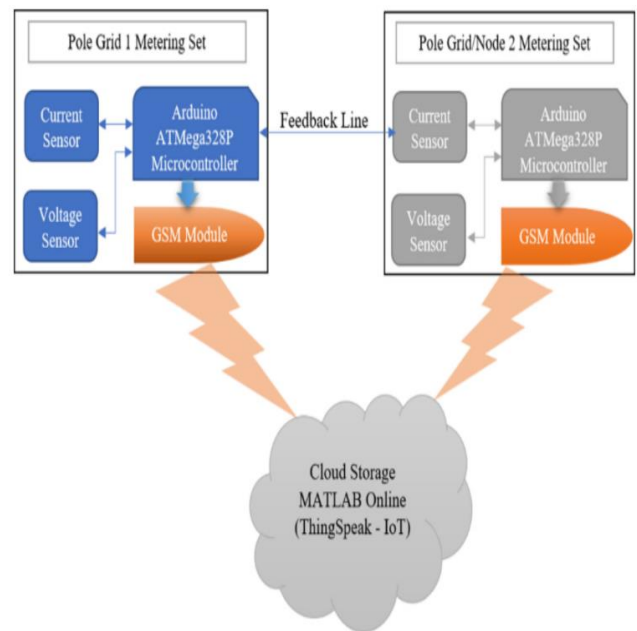 Pole Grid 1 Metering Set
Current
Sensor
Arduino
ATMega328P
Microcontroller
Voltage
Sensor
GSM Module
Feedback Line
Pole Grid/Node 2 Metering Set
Current
Sensor
Arduino
ATMega328P
Microcontroller
Voltage
Sensor
GSM Module
Cloud Storage
MATLAB Online
(ThingSpeak - IoT)